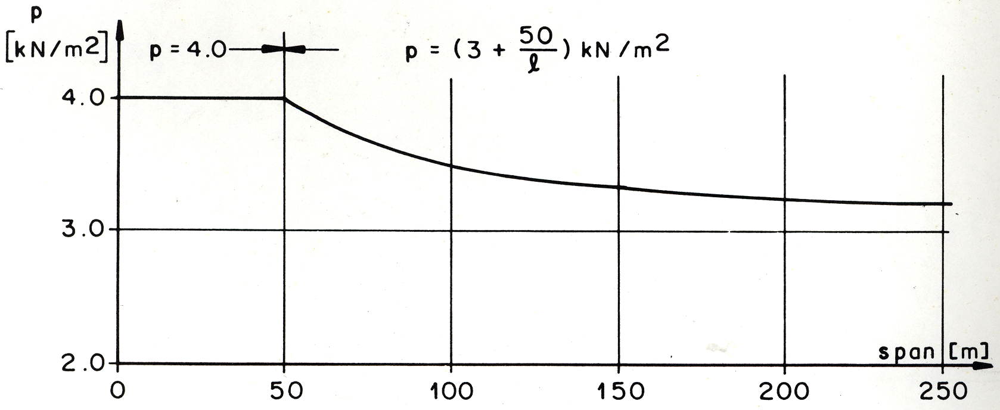 p
[kN/m2]
p = 4.0
p = (3 + 50/ℓ) kN/m2
4.0
3.0
2.0
span [m]
0 50 100 150 200 250